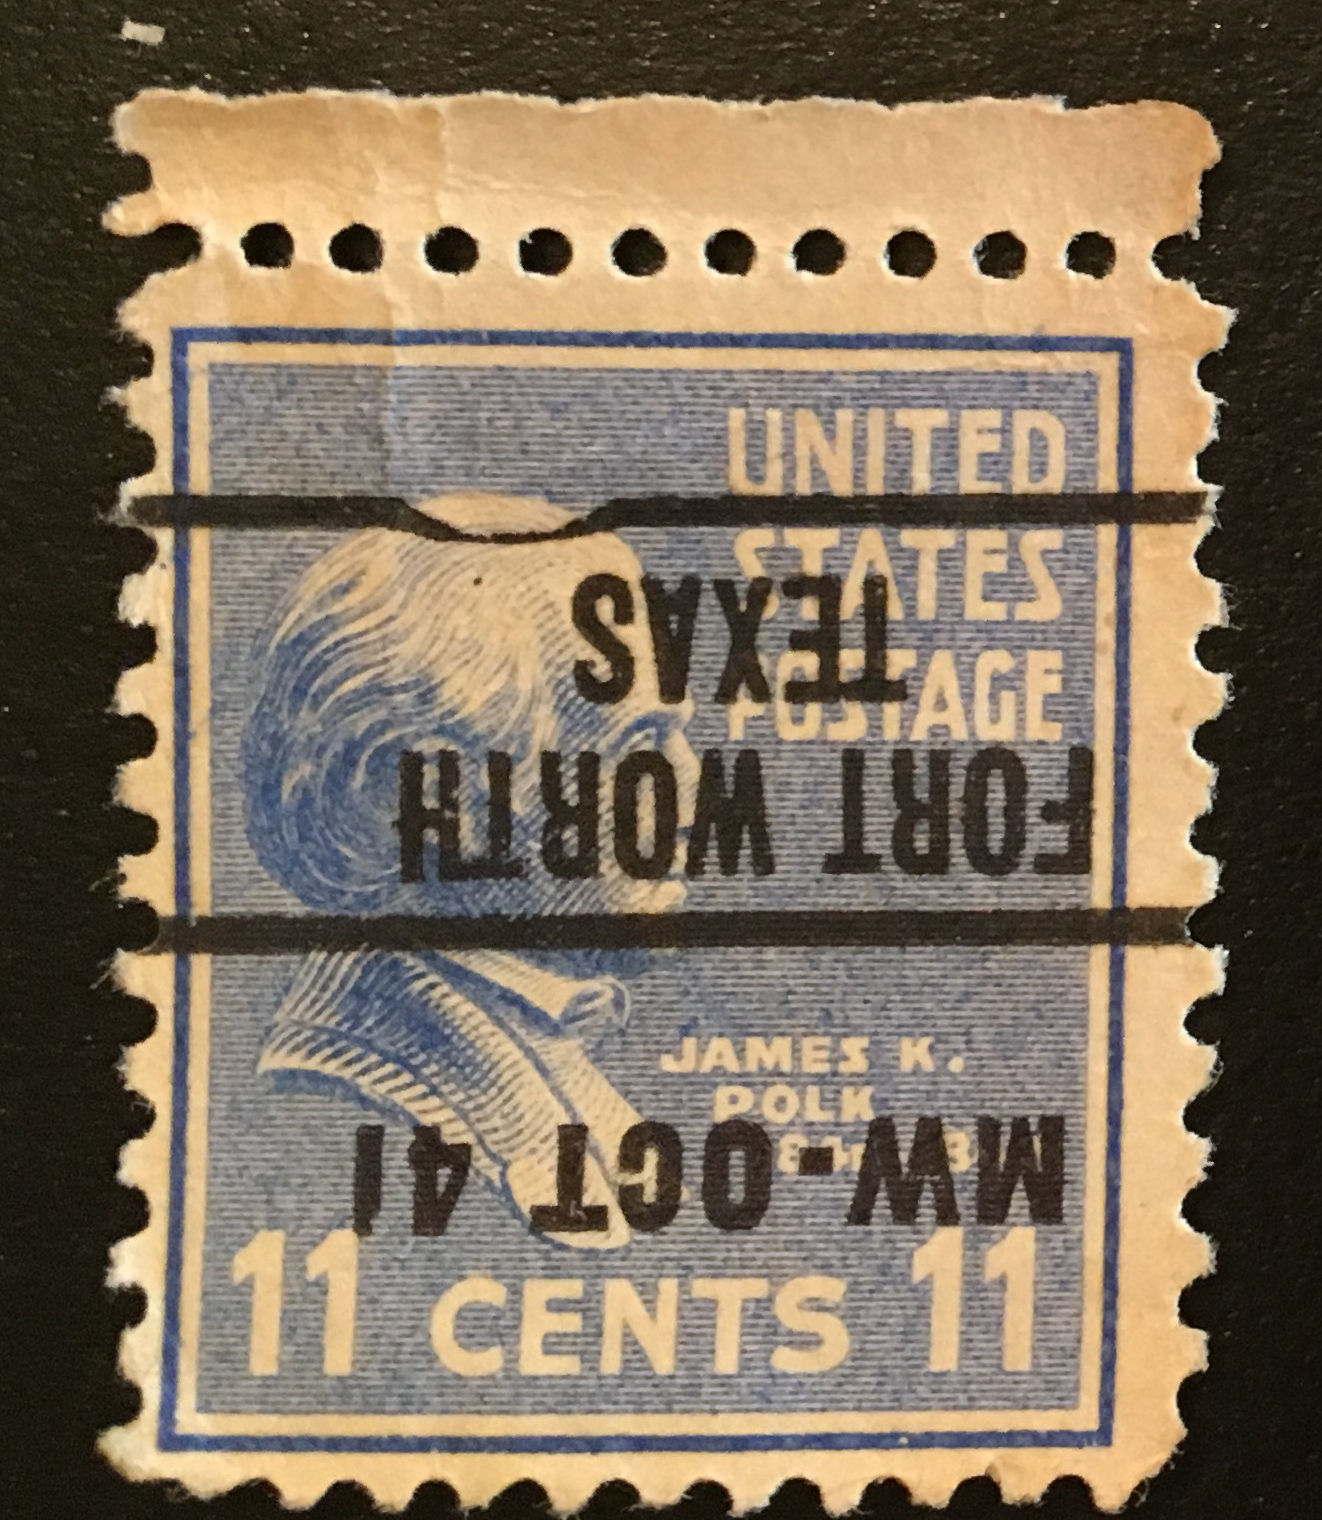 UNITED
STATES
POSTAGE
JAMES K.
POLK
11 CENTS 11
MW-OCT 41
FORT WORTH
TEXAS